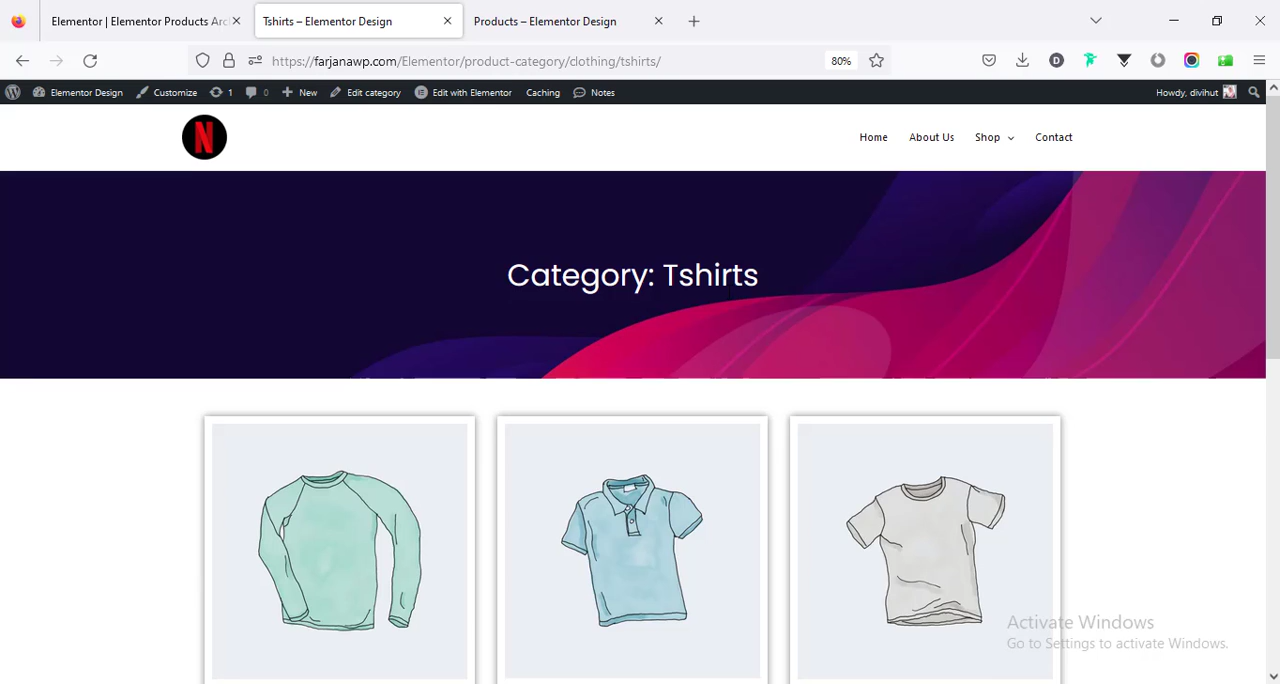 Elementor | Elementor Products Arc
Tshirts – Elementor Design
Products – Elementor Design
https://farjanawp.com/Elementor/product-category/clothing/tshirts/
80%
Elementor Design
Customize
1
0
New
Edit category
Edit with Elementor
Caching
Notes
Howdy, divihut
N
Home
About Us
Shop
Contact
Category: Tshirts
Activate Windows
Go to Settings to activate Windows.